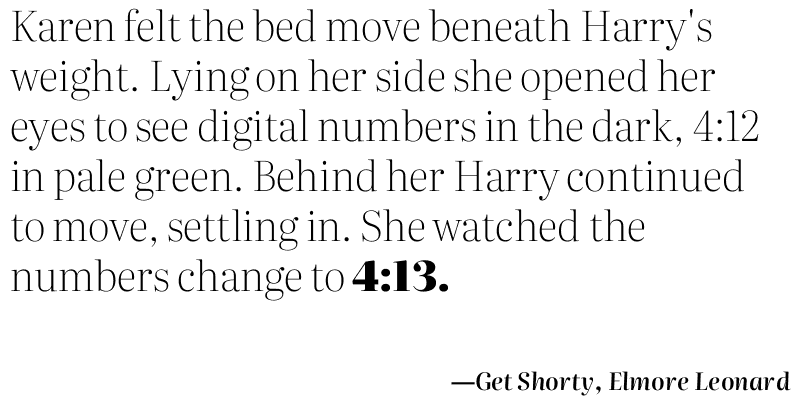 Karen felt the bed move beneath Harry's
weight. Lying on her side she opened her
eyes to see digital numbers in the dark, 4:12
in pale green. Behind her Harry continued
to move, settling in. She watched the
numbers change to 4:13.
—Get Shorty, Elmore Leonard